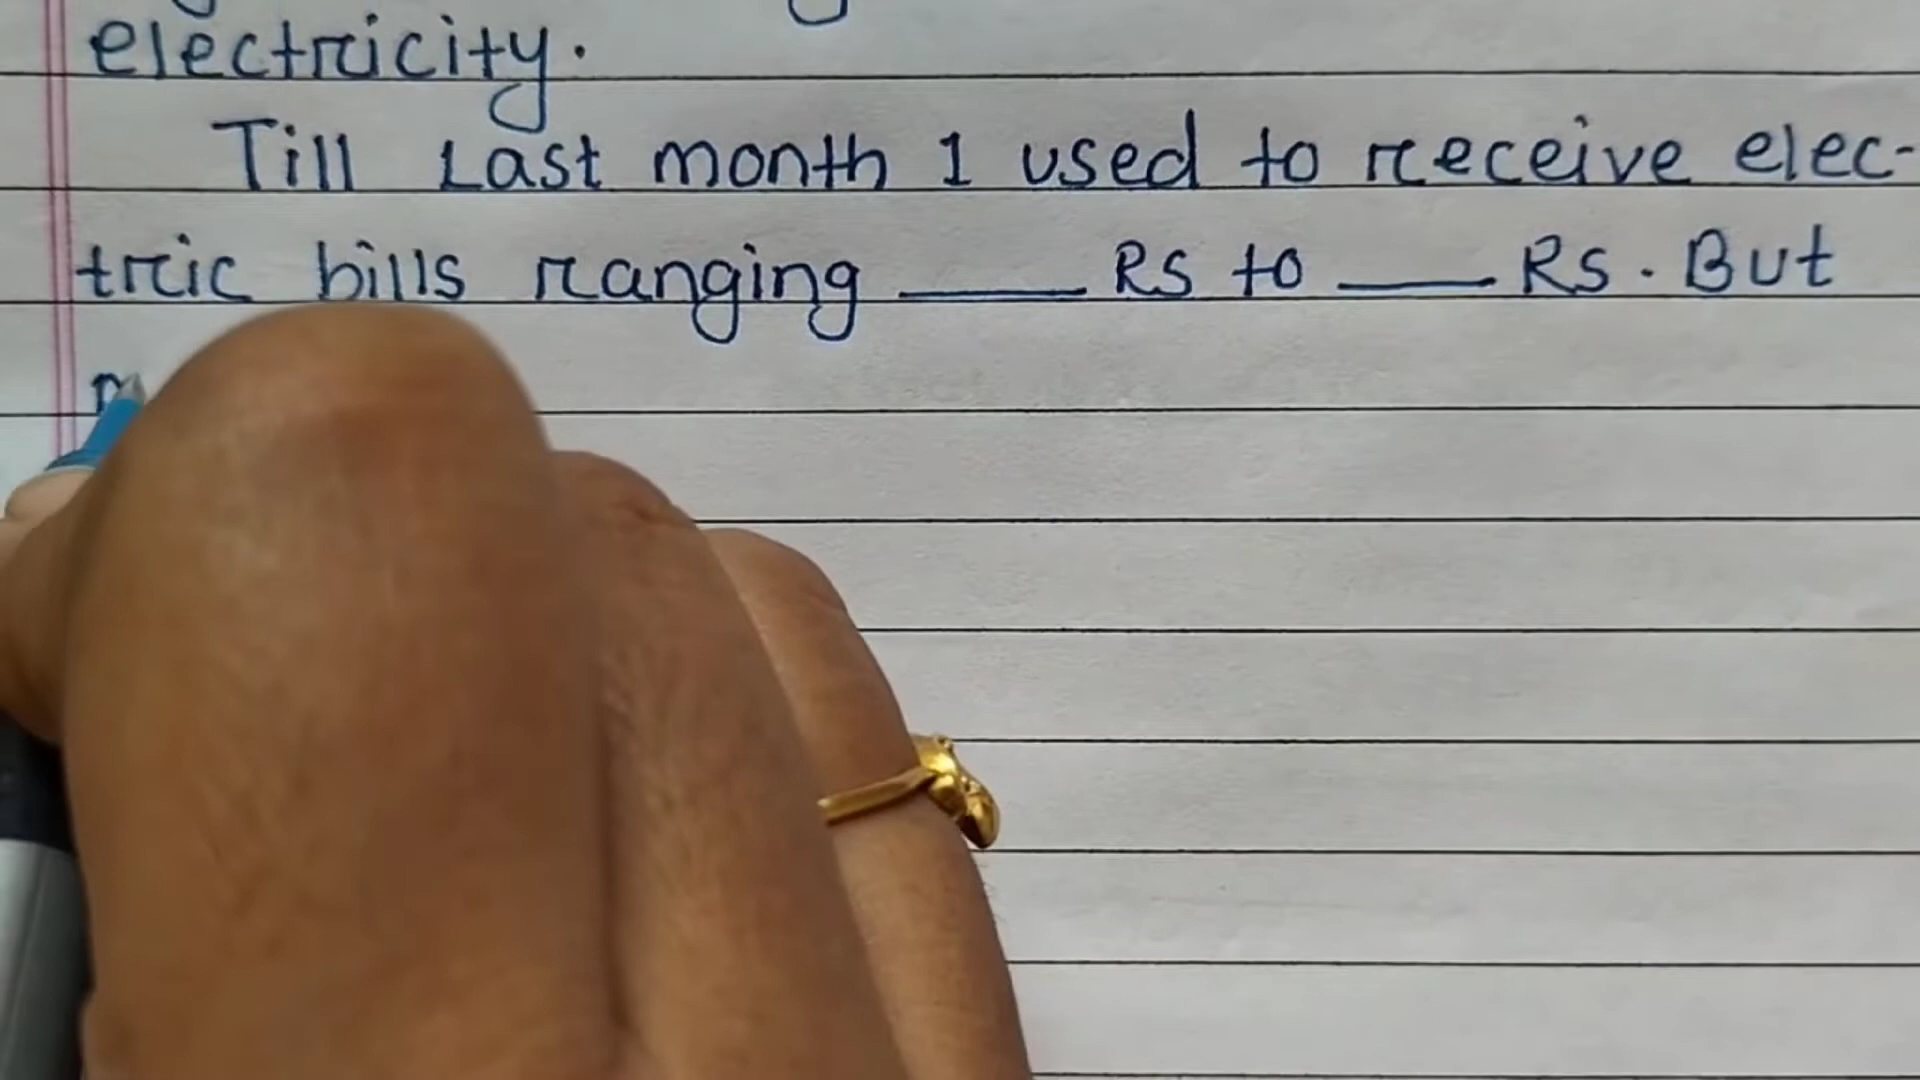 electricity.
Till Last month I used to receive elec-
tric bills ranging ____ Rs to ____ Rs. But